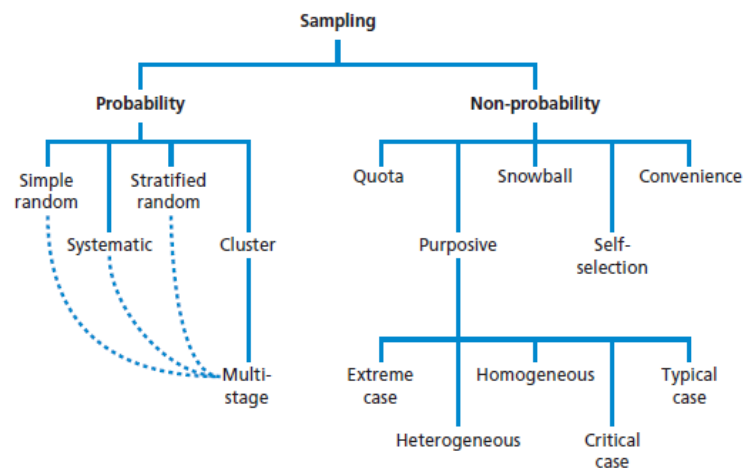 Sampling
Probability
Non-probability
Simple
random
Stratified
random
Quota
Snowball
Convenience
Systematic
Cluster
Purposive
Self-
selection
Multi-
stage
Extreme
case
Homogeneous
Typical
case
Heterogeneous
Critical
case